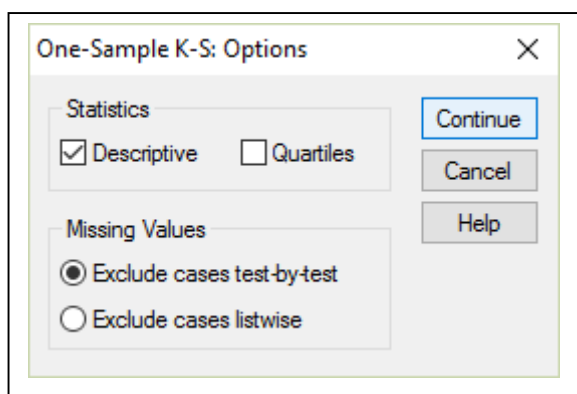 One-Sample K-S: Options
Statistics
Descriptive Quartiles
Missing Values
Exclude cases test-by-test
Exclude cases listwise
Continue
Cancel
Help